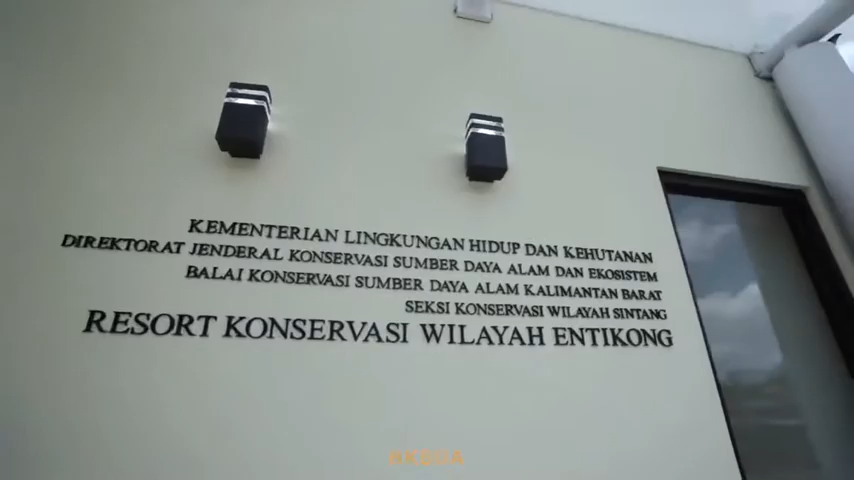 KEMENTERIAN LINGKUNGAN HIDUP DAN KEHUTANAN
DIREKTORAT JENDERAL KONSERVASI SUMBER DAYA ALAM DAN EKOSISTEM
BALAI KONSERVASI SUMBER DAYA ALAM KALIMANTAN BARAT
SEKSI KONSERVASI WILAYAH SINTANG
RESORT KONSERVASI WILAYAH ENTIKONG